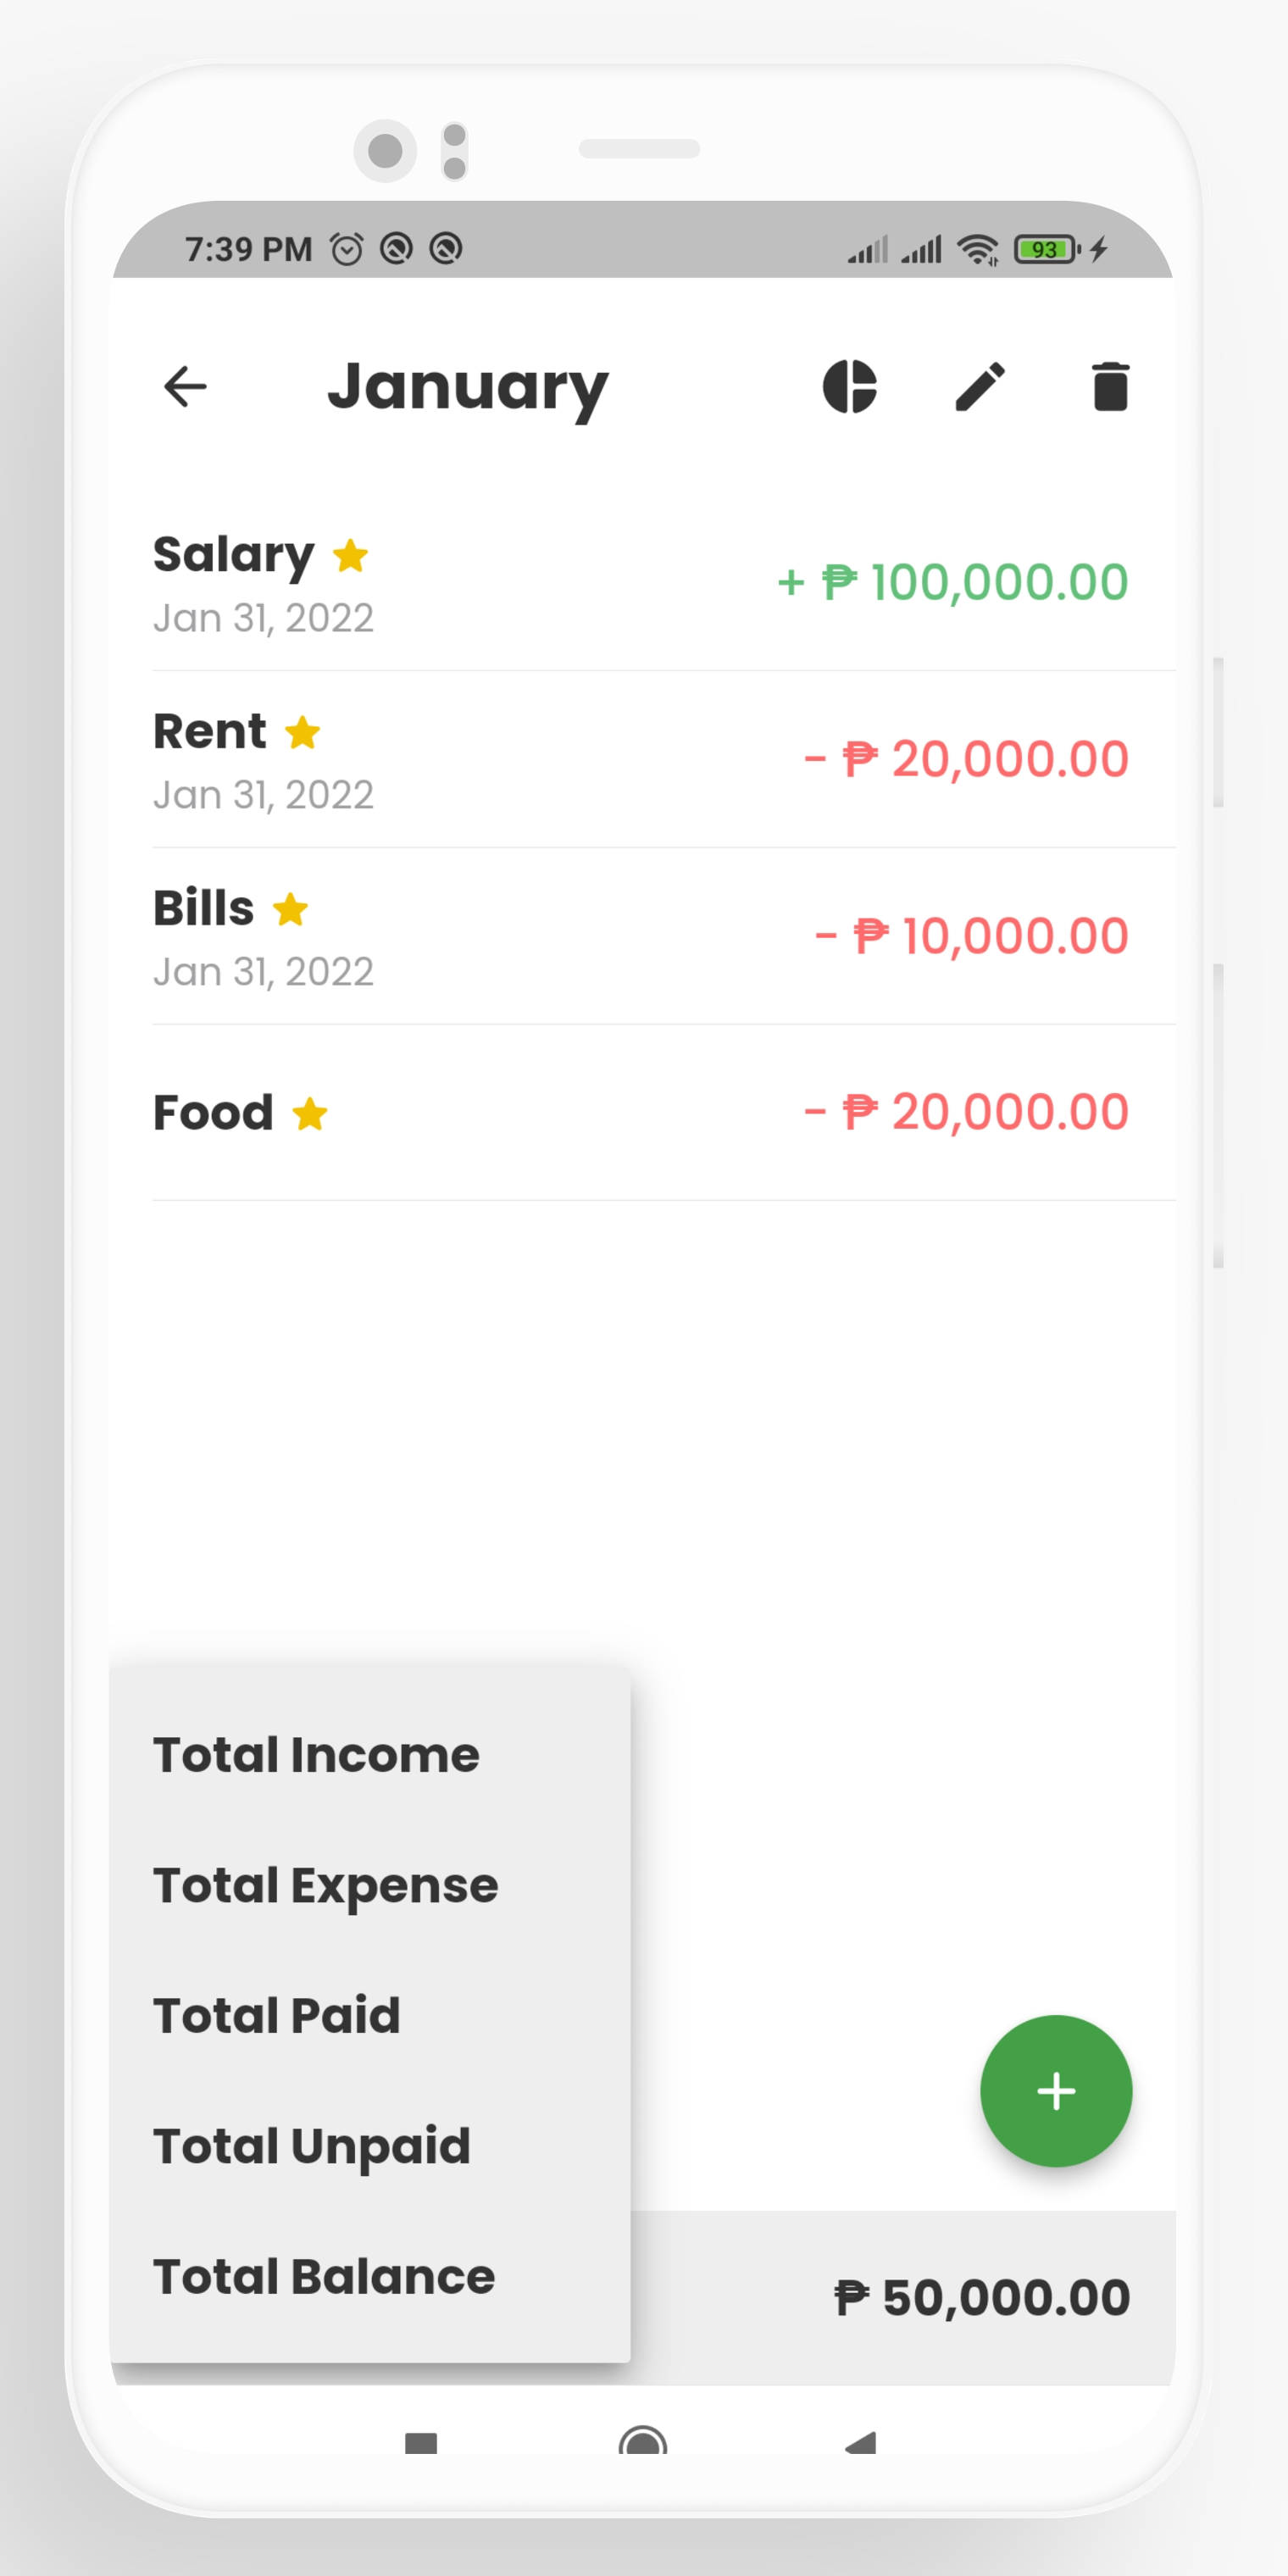 7:39 PM
93
January
Salary
+ ₱ 100,000.00
Jan 31, 2022
Rent
- ₱ 20,000.00
Jan 31, 2022
Bills
- ₱ 10,000.00
Jan 31, 2022
Food
- ₱ 20,000.00
Total Income
Total Expense
Total Paid
Total Unpaid
Total Balance
₱ 50,000.00